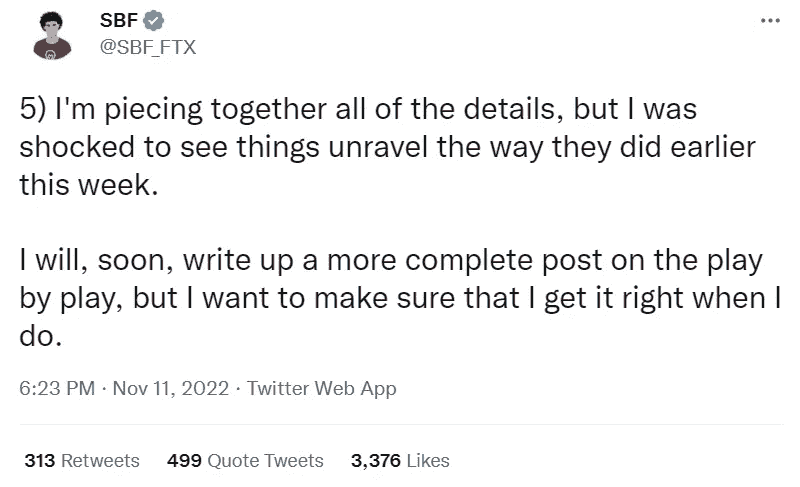 SBF
@SBF_FTX
5) I'm piecing together all of the details, but I was
shocked to see things unravel the way they did earlier
this week.
I will, soon, write up a more complete post on the play
by play, but I want to make sure that I get it right when I
do.
6:23 PM · Nov 11, 2022 · Twitter Web App
313 Retweets 499 Quote Tweets 3,376 Likes